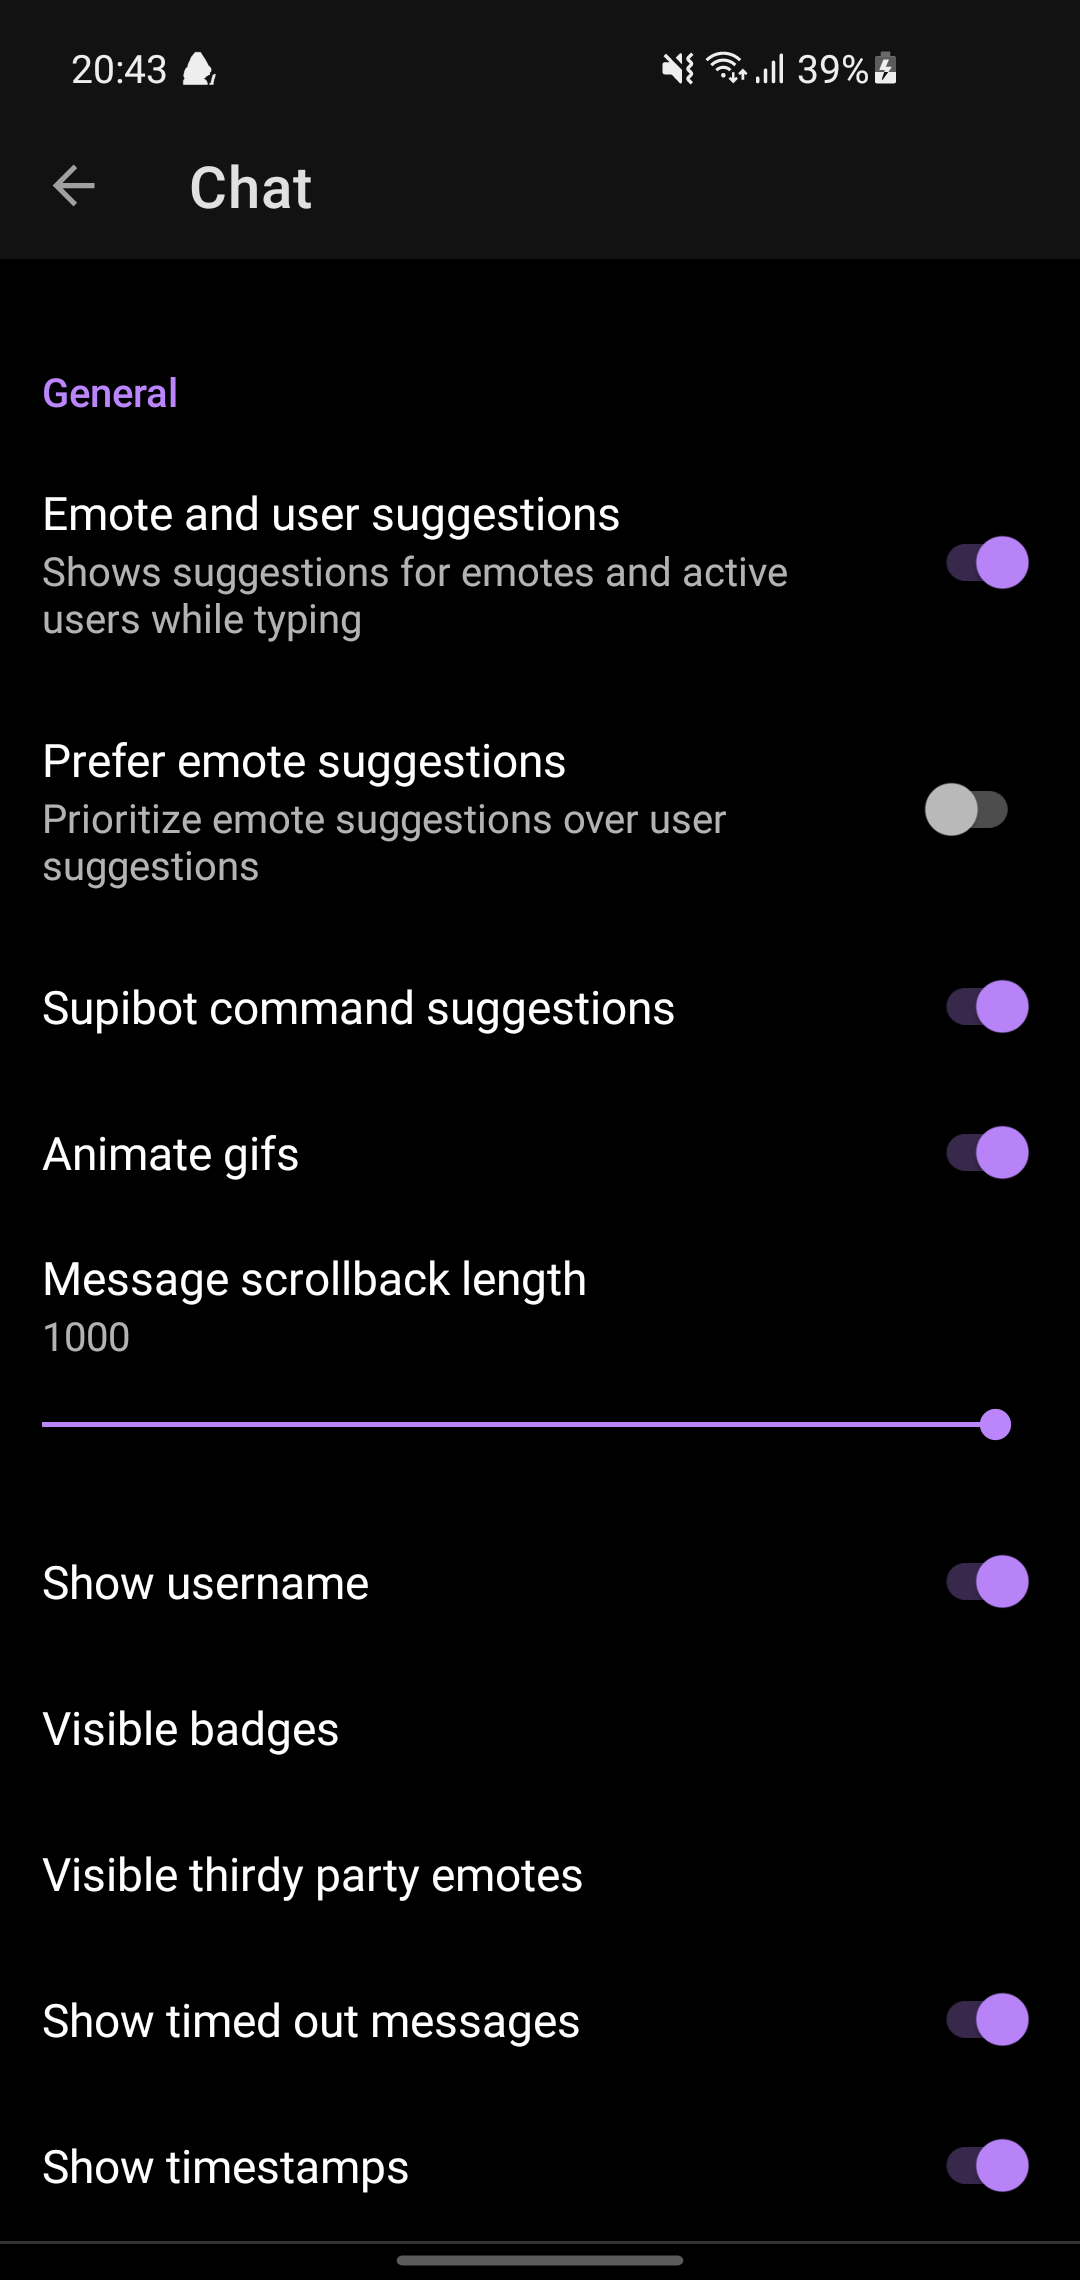 20:43
39%
Chat
General
Emote and user suggestions
Shows suggestions for emotes and active
users while typing
Prefer emote suggestions
Prioritize emote suggestions over user
suggestions
Supibot command suggestions
Animate gifs
Message scrollback length
1000
Show username
Visible badges
Visible thirdy party emotes
Show timed out messages
Show timestamps